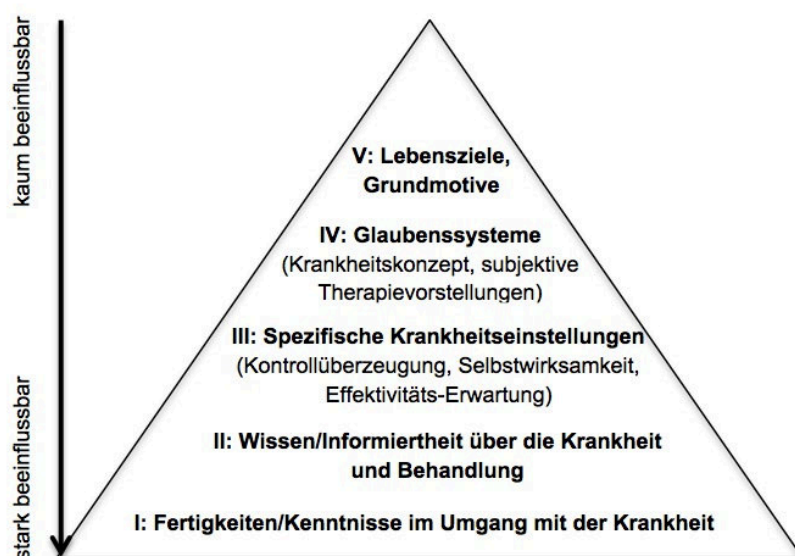 kaum beeinflussbar
stark beeinflussbar
V: Lebensziele,
Grundmotive
IV: Glaubenssysteme
(Krankheitskonzept, subjektive
Therapievorstellungen)
III: Spezifische Krankheitseinstellungen
(Kontrollüberzeugung, Selbstwirksamkeit,
Effektivitäts-Erwartung)
II: Wissen/Informiertheit über die Krankheit
und Behandlung
I: Fertigkeiten/Kenntnisse im Umgang mit der Krankheit